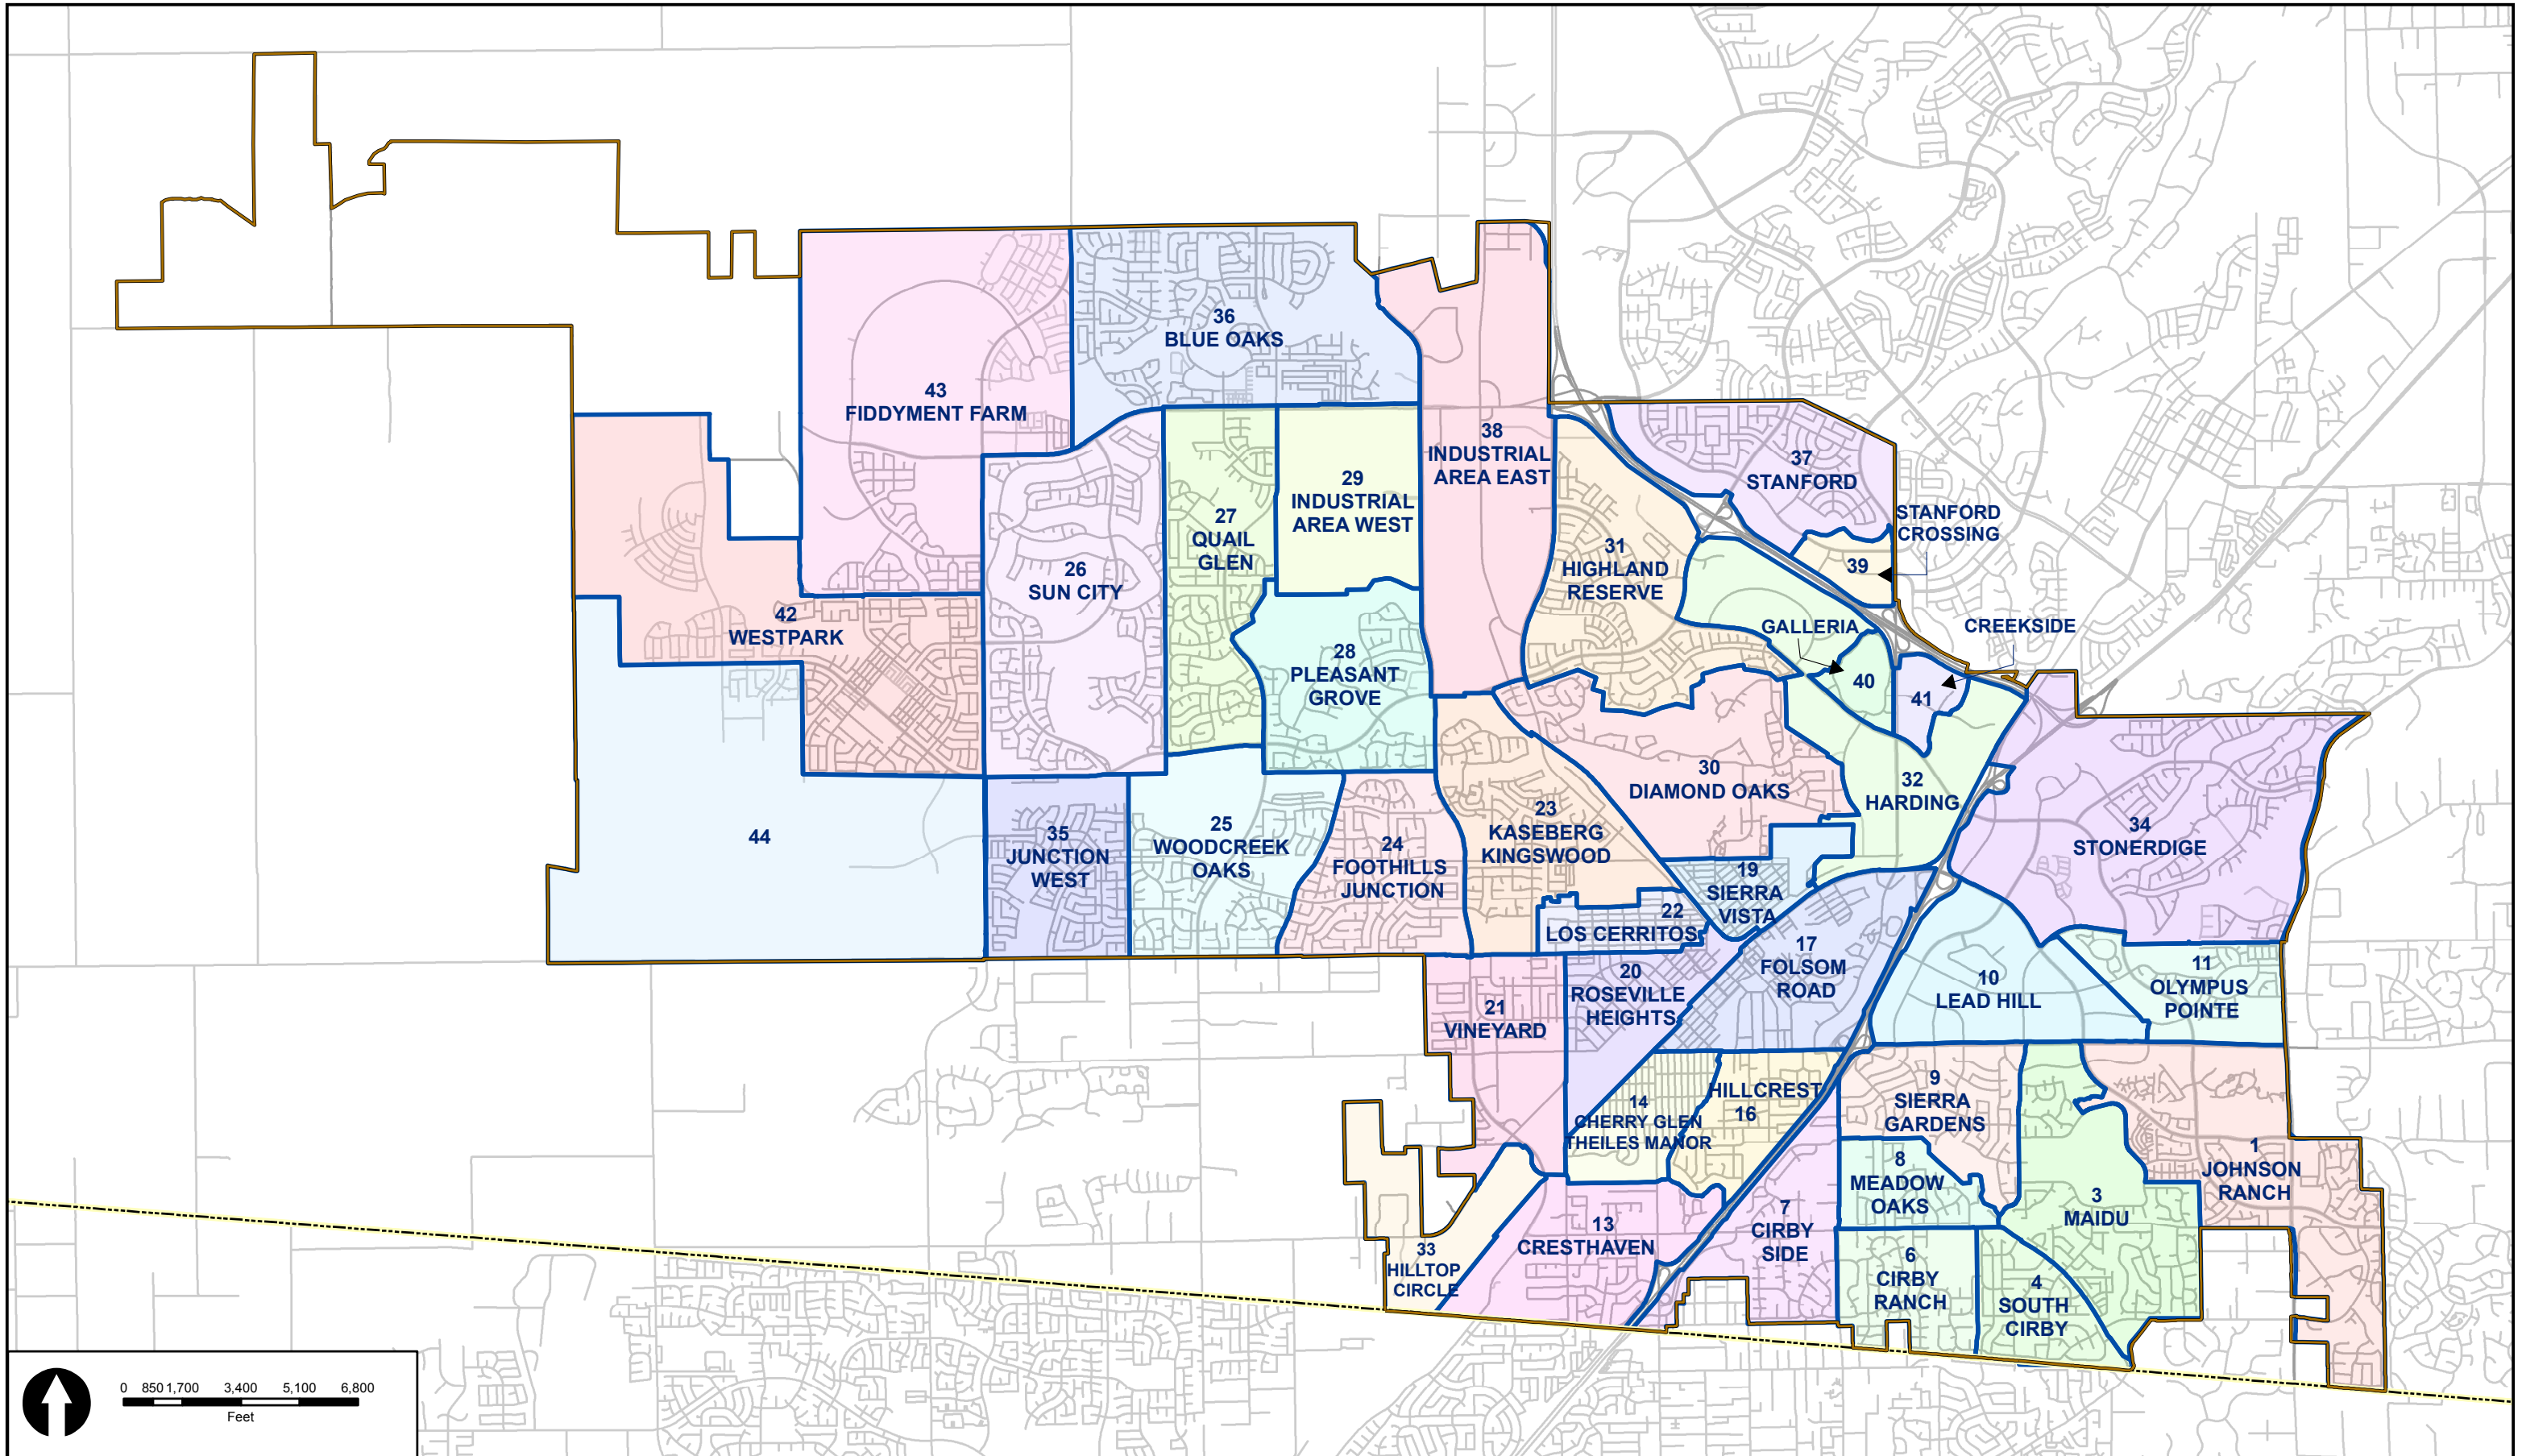 36
BLUE OAKS
43
FIDDYMENT FARM
38
INDUSTRIAL
AREA EAST
37
STANFORD
29
INDUSTRIAL
AREA WEST
STANFORD
CROSSING
27
QUAIL
GLEN
31
HIGHLAND
RESERVE
39
26
SUN CITY
42
WESTPARK
GALLERIA
CREEKSIDE
28
PLEASANT
GROVE
40
41
30
DIAMOND OAKS
32
HARDING
44
35
JUNCTION
WEST
25
WOODCREEK
OAKS
24
FOOTHILLS
JUNCTION
23
KASEBERG
KINGSWOOD
34
STONERDIGE
19
SIERRA
VISTA
22
LOS CERRITOS
17
FOLSOM
ROAD
20
ROSEVILLE
HEIGHTS
21
VINEYARD
10
LEAD HILL
11
OLYMPUS
POINTE
9
SIERRA
GARDENS
HILLCREST
16
14
CHERRY GLEN
THEILES MANOR
8
MEADOW
OAKS
1
JOHNSON
RANCH
3
MAIDU
7
CIRBY
SIDE
13
CRESTHAVEN
33
HILLTOP
CIRCLE
6
CIRBY
RANCH
4
SOUTH
CIRBY
0 850 1,700 3,400 5,100 6,800
Feet